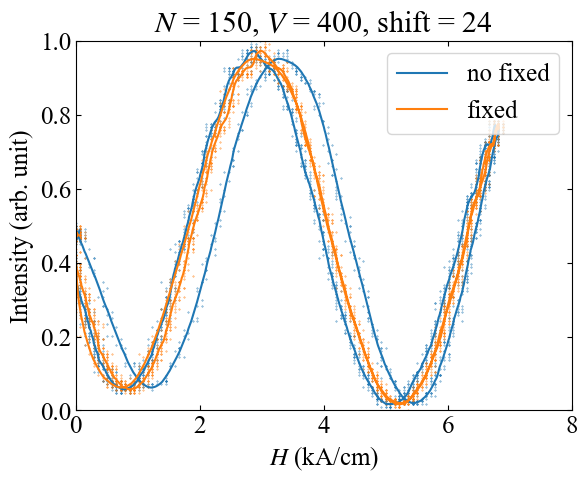 N = 150, V = 400, shift = 24
no fixed
fixed
Intensity (arb. unit)
1.0
0.8
0.6
0.4
0.2
0.0
0 2 4 6 8
H (kA/cm)